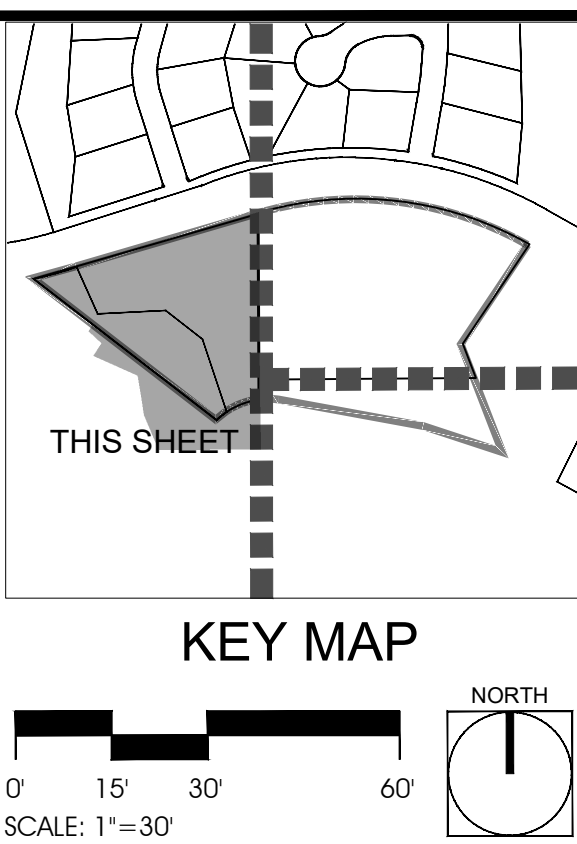 THIS SHEET
KEY MAP
NORTH
0' 15' 30' 60'
SCALE: 1"=30'